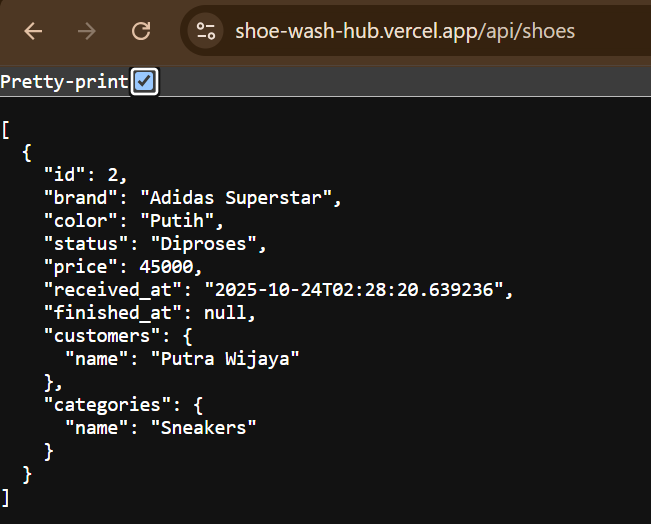 shoe-wash-hub.vercel.app/api/shoes
Pretty-print
[
  {
    "id": 2,
    "brand": "Adidas Superstar",
    "color": "Putih",
    "status": "Diproses",
    "price": 45000,
    "received_at": "2025-10-24T02:28:20.639236",
    "finished_at": null,
    "customers": {
      "name": "Putra Wijaya"
    },
    "categories": {
      "name": "Sneakers"
    }
  }
]